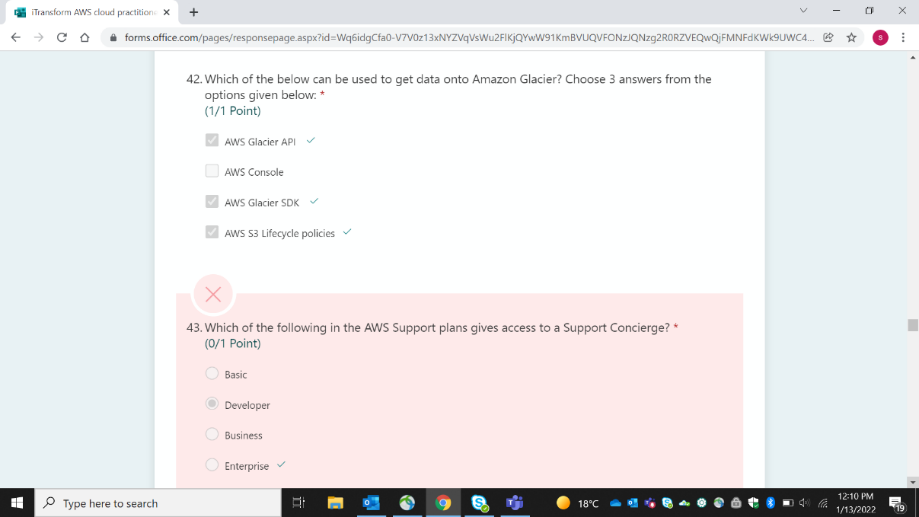 iTransform AWS cloud practition
forms.office.com/pages/responsepage.aspx?id=Wq6idgCfa0-V7V0z13xNYZVqVsWu2FIKjQYwW91KmBVUQVFONzJQNzg2R0RZVEQwQjFMNFdKWk9UWC4...
S
42. Which of the below can be used to get data onto Amazon Glacier? Choose 3 answers from the
options given below: *
(1/1 Point)
AWS Glacier API
AWS Console
AWS Glacier SDK
AWS S3 Lifecycle policies
43. Which of the following in the AWS Support plans gives access to a Support Concierge? *
(0/1 Point)
Basic
Developer
Business
Enterprise
Type here to search
18°C
12:10 PM
1/13/2022
19